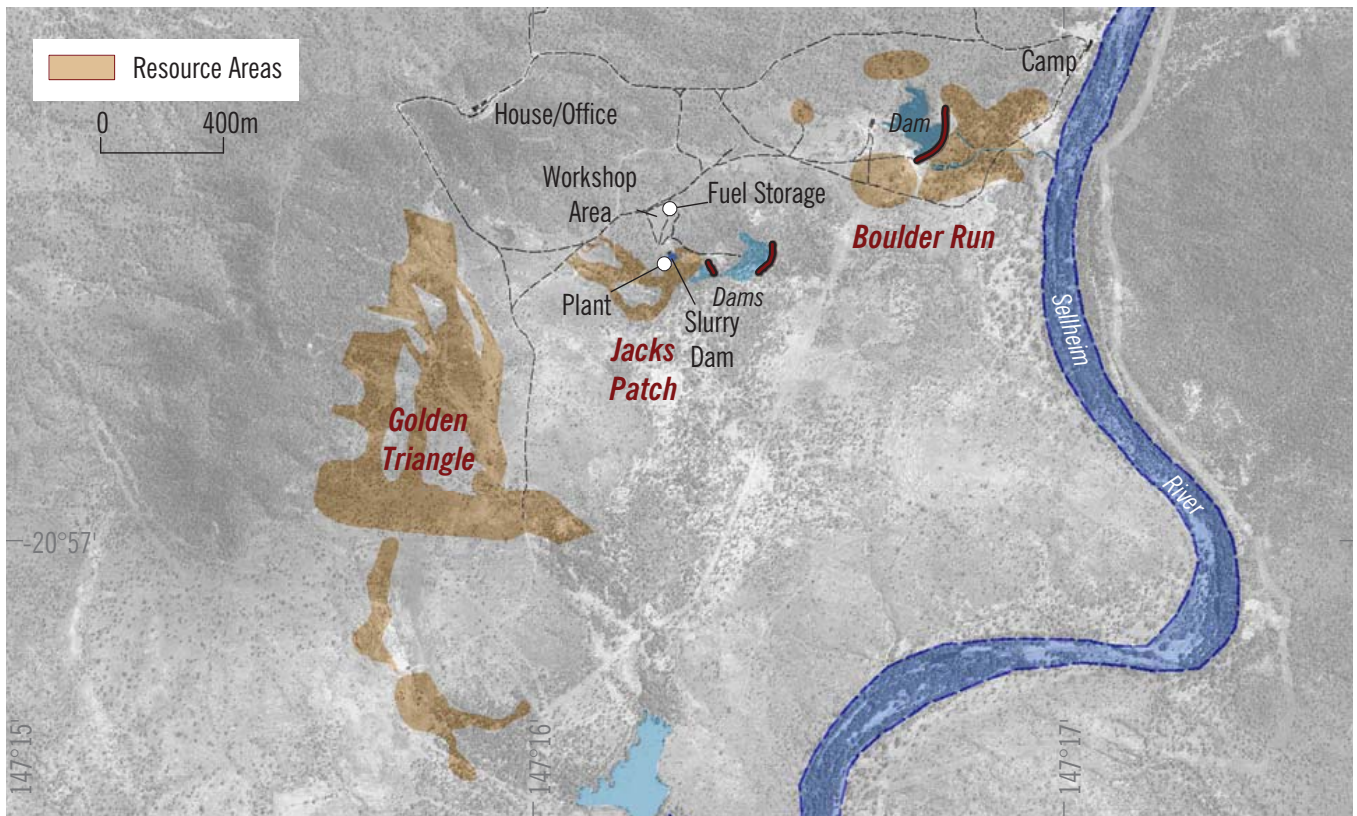 Resource Areas
0 400m
Camp
House/Office
Dam
Workshop
Area
Fuel Storage
Boulder Run
Plant
Dams
Slurry
Dam
Jacks
Patch
Sellheim
River
Golden
Triangle
-20°57'
147°15'
147°16'
147°17'